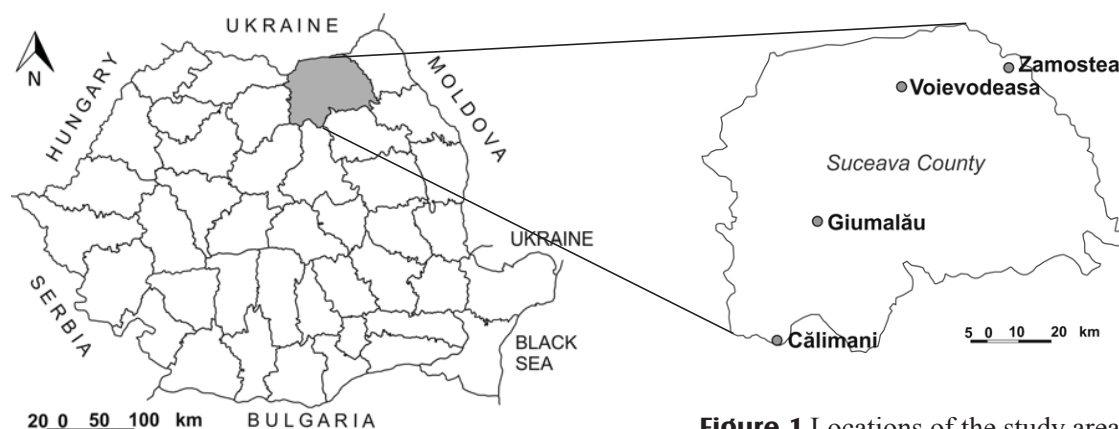 UKRAINE
N
HUNGARY
MOLDOVA
SERBIA
UKRAINE
BLACK
SEA
BULGARIA
20 0 50 100 km
Zamostea
Voievodeasa
Suceava County
Giumalău
Călimani
5 0 10 20 km
Figure 1 Locations of the study area